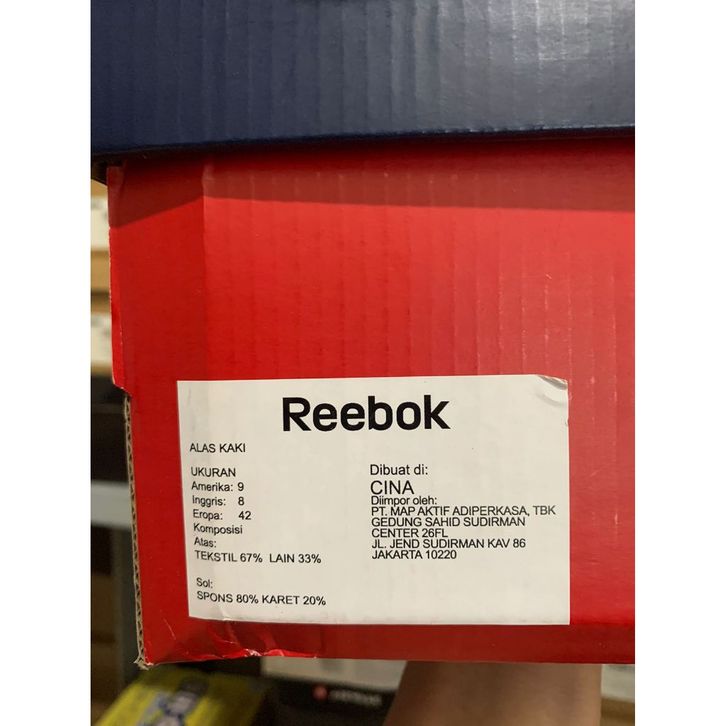 Reebok
ALAS KAKI
UKURAN
Amerika: 9
Inggris: 8
Eropa: 42
Komposisi
Atas:
TEKSTIL 67% LAIN 33%
Sol:
SPONS 80% KARET 20%
Dibuat di:
CINA
Diimpor oleh:
PT. MAP AKTIF ADIPERKASA, TBK
GEDUNG SAHID SUDIRMAN
CENTER 26FL
JL. JEND SUDIRMAN KAV 86
JAKARTA 10220